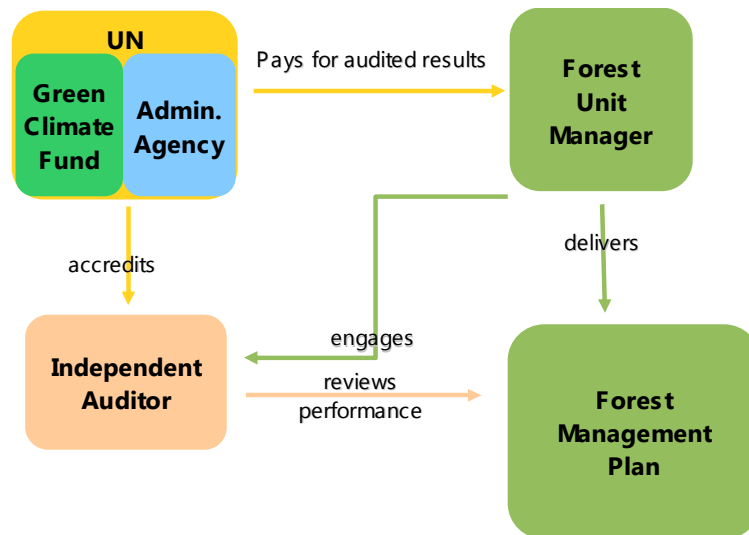 UN
Green
Climate
Fund
Admin.
Agency
Pays for audited results
Forest
Unit
Manager
accredits
delivers
engages
Independent
Auditor
reviews
performance
Forest
Management
Plan